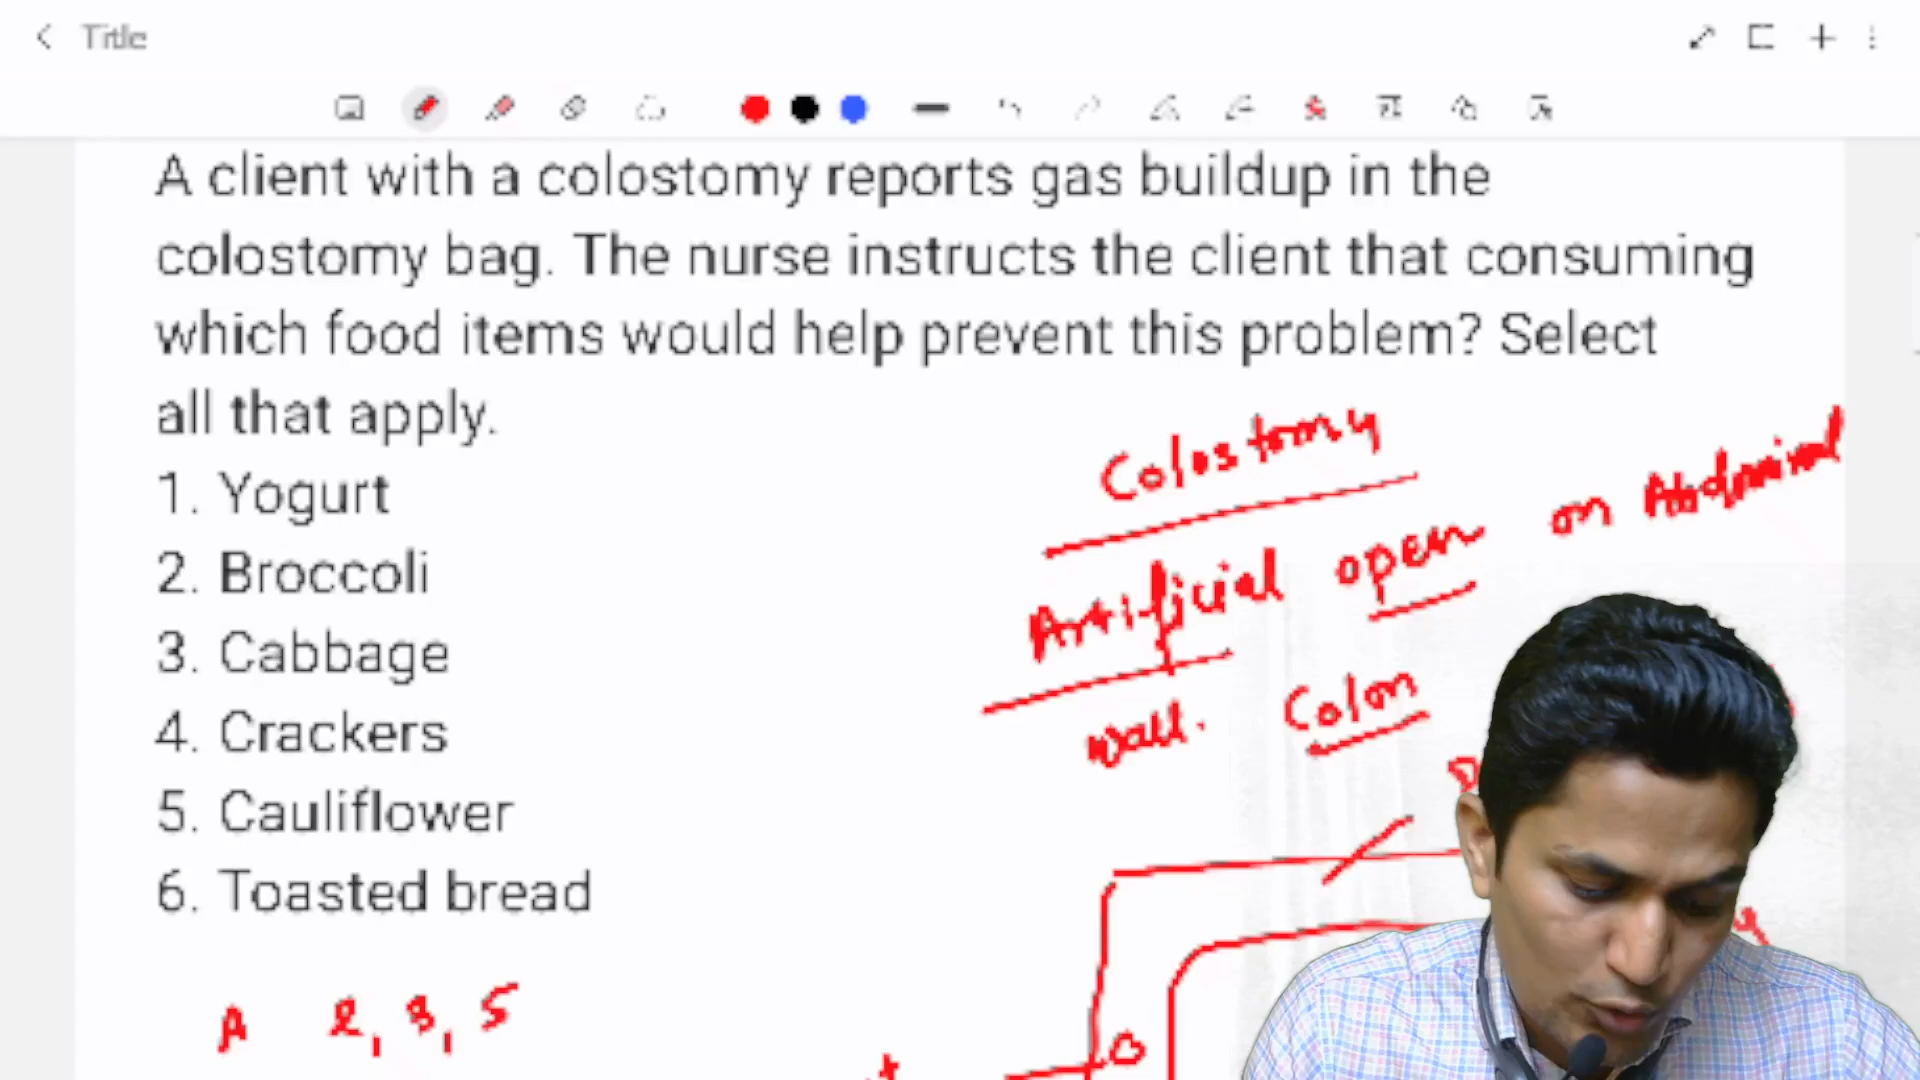 Title
A client with a colostomy reports gas buildup in the
colostomy bag. The nurse instructs the client that consuming
which food items would help prevent this problem? Select
all that apply.
1. Yogurt
2. Broccoli
3. Cabbage
4. Crackers
5. Cauliflower
6. Toasted bread
Colostomy
Artificial open on Abdominal
wall. Colon
A 2, 3, 5